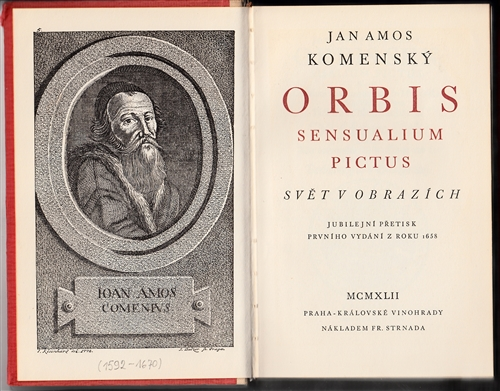 IOAN AMOS
COMENIVS
(1592-1670)
JAN AMOS
KOMENSKÝ
ORBIS
SENSUALIUM
PICTUS
SVĚT V OBRAZÍCH
JUBILEJNÍ PŘETISK
PRVNÍHO VYDÁNÍ Z ROKU 1658
MCMXLII
PRAHA-KRÁLOVSKÉ VINOHRADY
NÁKLADEM FR. STRNADA